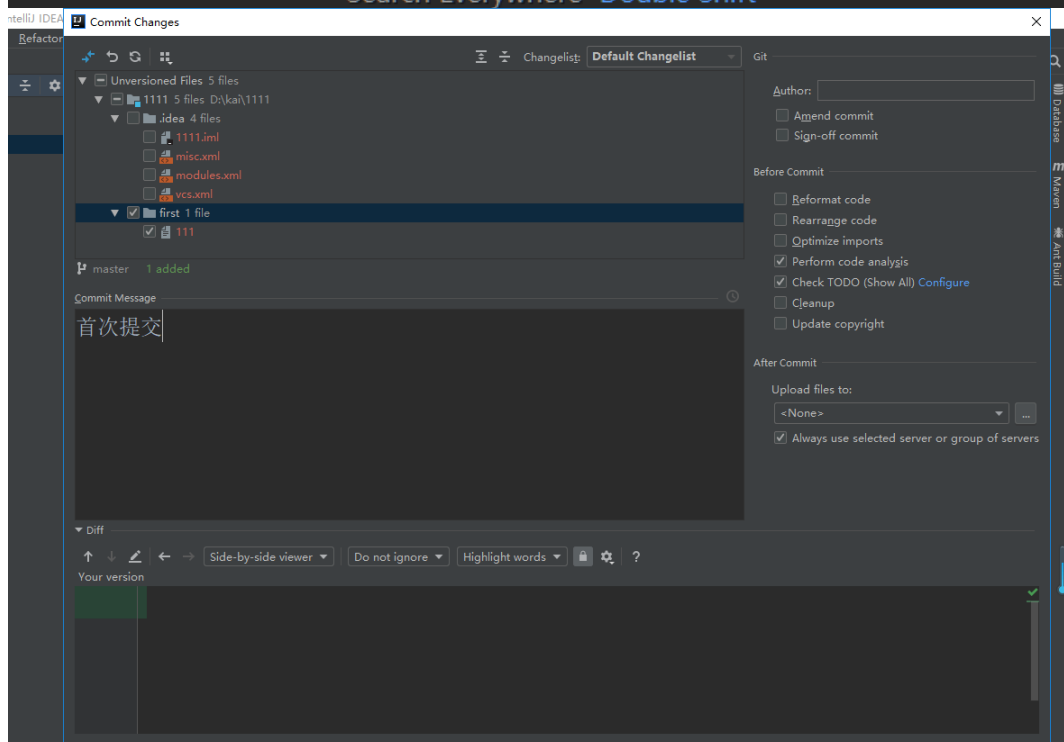 Search Everywhere Double Shift
ntelliJ IDEA
Refactor
Commit Changes
Changelist: Default Changelist
Unversioned Files 5 files
1111 5 files D:\kai\1111
.idea 4 files
1111.iml
misc.xml
modules.xml
vcs.xml
first 1 file
111
master 1 added
Commit Message
首次提交
Git
Author:
Amend commit
Sign-off commit
Before Commit
Reformat code
Rearrange code
Optimize imports
Perform code analysis
Check TODO (Show All) Configure
Cleanup
Update copyright
After Commit
Upload files to:
<None>
...
Always use selected server or group of servers
Diff
Side-by-side viewer
Do not ignore
Highlight words
?
Your version
Database
m Maven
Ant Build